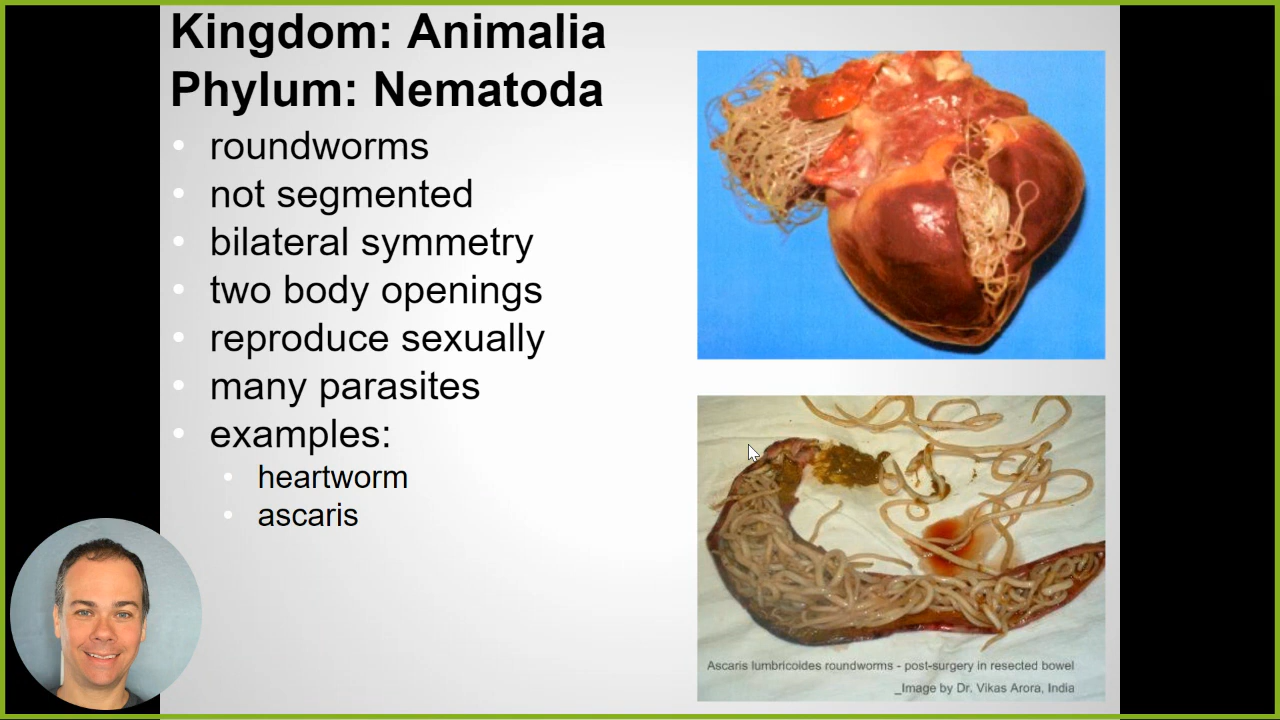 Kingdom: Animalia
Phylum: Nematoda
roundworms
not segmented
bilateral symmetry
two body openings
reproduce sexually
many parasites
examples:
heartworm
ascaris
Ascaris lumbricoides roundworms - post-surgery in resected bowel
_Image by Dr. Vikas Arora, India